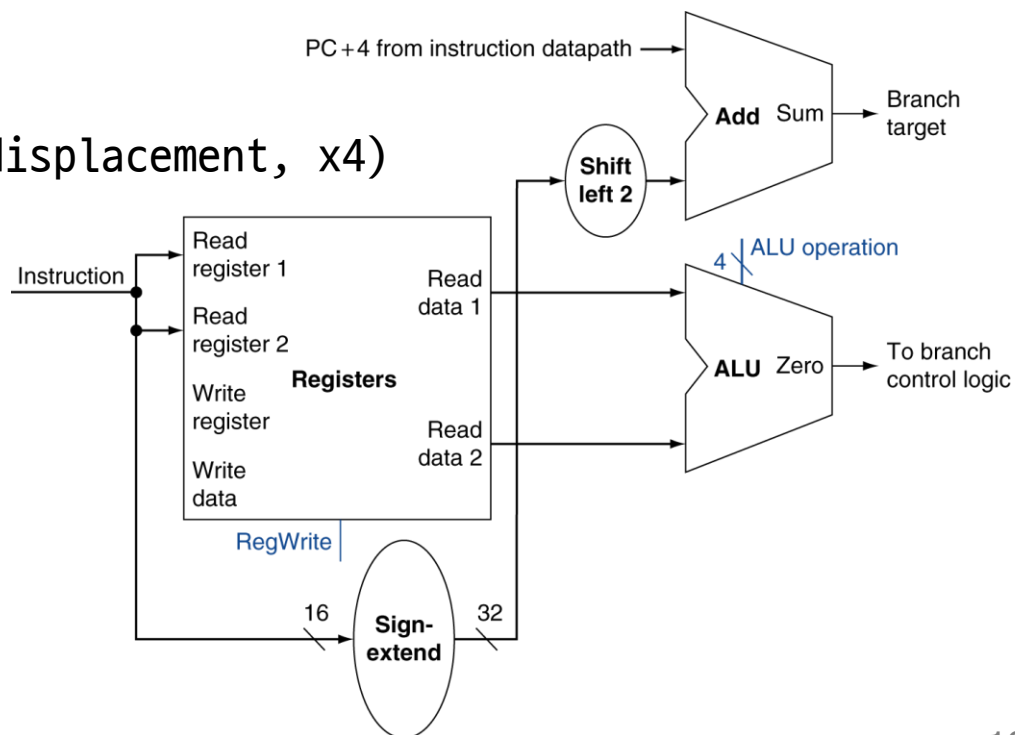 PC+4 from instruction datapath
Add Sum
Branch
target
displacement, x4)
Shift
left 2
Read
register 1
Instruction
Read
data 1
4
ALU operation
Read
register 2
Registers
ALU Zero
To branch
control logic
Write
register
Read
data 2
Write
data
RegWrite
16
Sign-
extend
32